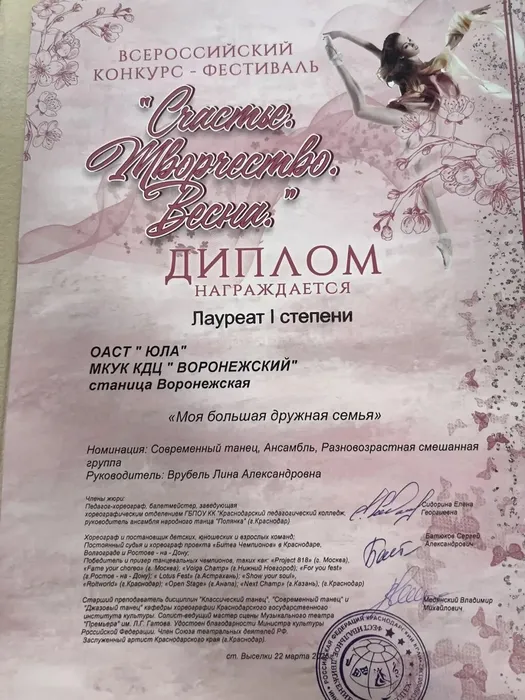 ВСЕРОССИЙСКИЙ
КОНКУРС - ФЕСТИВАЛЬ
"Счастье.
Творчество.
Весна."
ДИПЛОМ
НАГРАЖДАЕТСЯ
Лауреат I степени
ОАСТ " ЮЛА"
МКУК КДЦ " ВОРОНЕЖСКИЙ"
станица Воронежская
«Моя большая дружная семья»
Номинация: Современный танец, Ансамбль, Разновозрастная смешанная
группа
Руководитель: Врубель Лина Александровна
Члены жюри:
Педагог-хореограф, балетмейстер, заведующая
хореографическим отделением ГБПОУ КК "Краснодарский педагогический колледж,
руководитель ансамбля народного танца "Полянка" (г.Краснодар)
Сидорина Елена
Георгиевна
Хореограф и постановщик детских, юношеских и взрослых команд;
Постоянный судья и хореограф проекта «Битва Чемпионов» в Краснодаре,
Волгограде и Ростове - на - Дону;
Победитель и призер танцевальных чемпионов, таких как: «Project 818» (г. Москва),
«be your choose» (г. Москва); «Volga Champ» (г.Нижний Новгород), «For you fest»
(г.Ростов - на - Дону); « Lotus Fest» (г.Астрахань); «Show your soul»,
«Hollworld» (г.Краснодар); «Open Stage» (г.Анапа); «Next Champ» (г.Казань), (г.Краснодар)
Батюков Сергей
Александрович
Старший преподаватель дисциплин "Классический танец", "Современный танец" и
"Джазовый танец" кафедры хореографии Краснодарского государственного
института культуры. Солист-ведущий мастер сцены Музыкального театра
"Премьера" им. Л.Г. Гатова. Удостоен благодарности Министра культуры
Российской Федерации. Член Союза театральных деятелей РФ.
Заслуженный артист Краснодарского края (г.Краснодар).
Владимир
Михайлович.
ст. Выселки 22 марта